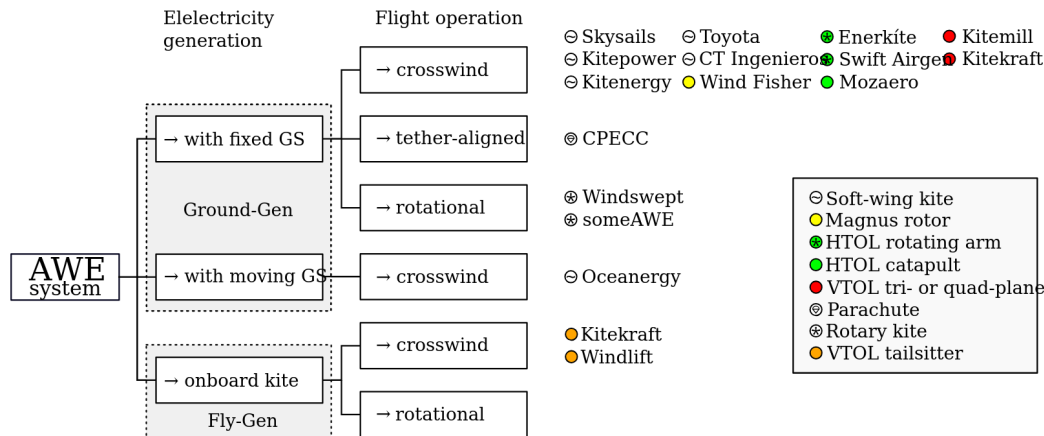 Elelectricity
generation
Flight operation
→ crosswind
Skysails
Toyota
Enerkíte
Kitemill
Kitepower
CT Ingenieros
Swift Airgen
Kitekraft
Kitenergy
Wind Fisher
Mozaero
→ with fixed GS
→ tether-aligned
CPECC
Ground-Gen
→ rotational
Windswept
someAWE
AWE
system
→ with moving GS
→ crosswind
Oceanergy
→ onboard kite
→ crosswind
Kitekraft
Windlift
Fly-Gen
→ rotational
Soft-wing kite
Magnus rotor
HTOL rotating arm
HTOL catapult
VTOL tri- or quad-plane
Parachute
Rotary kite
VTOL tailsitter